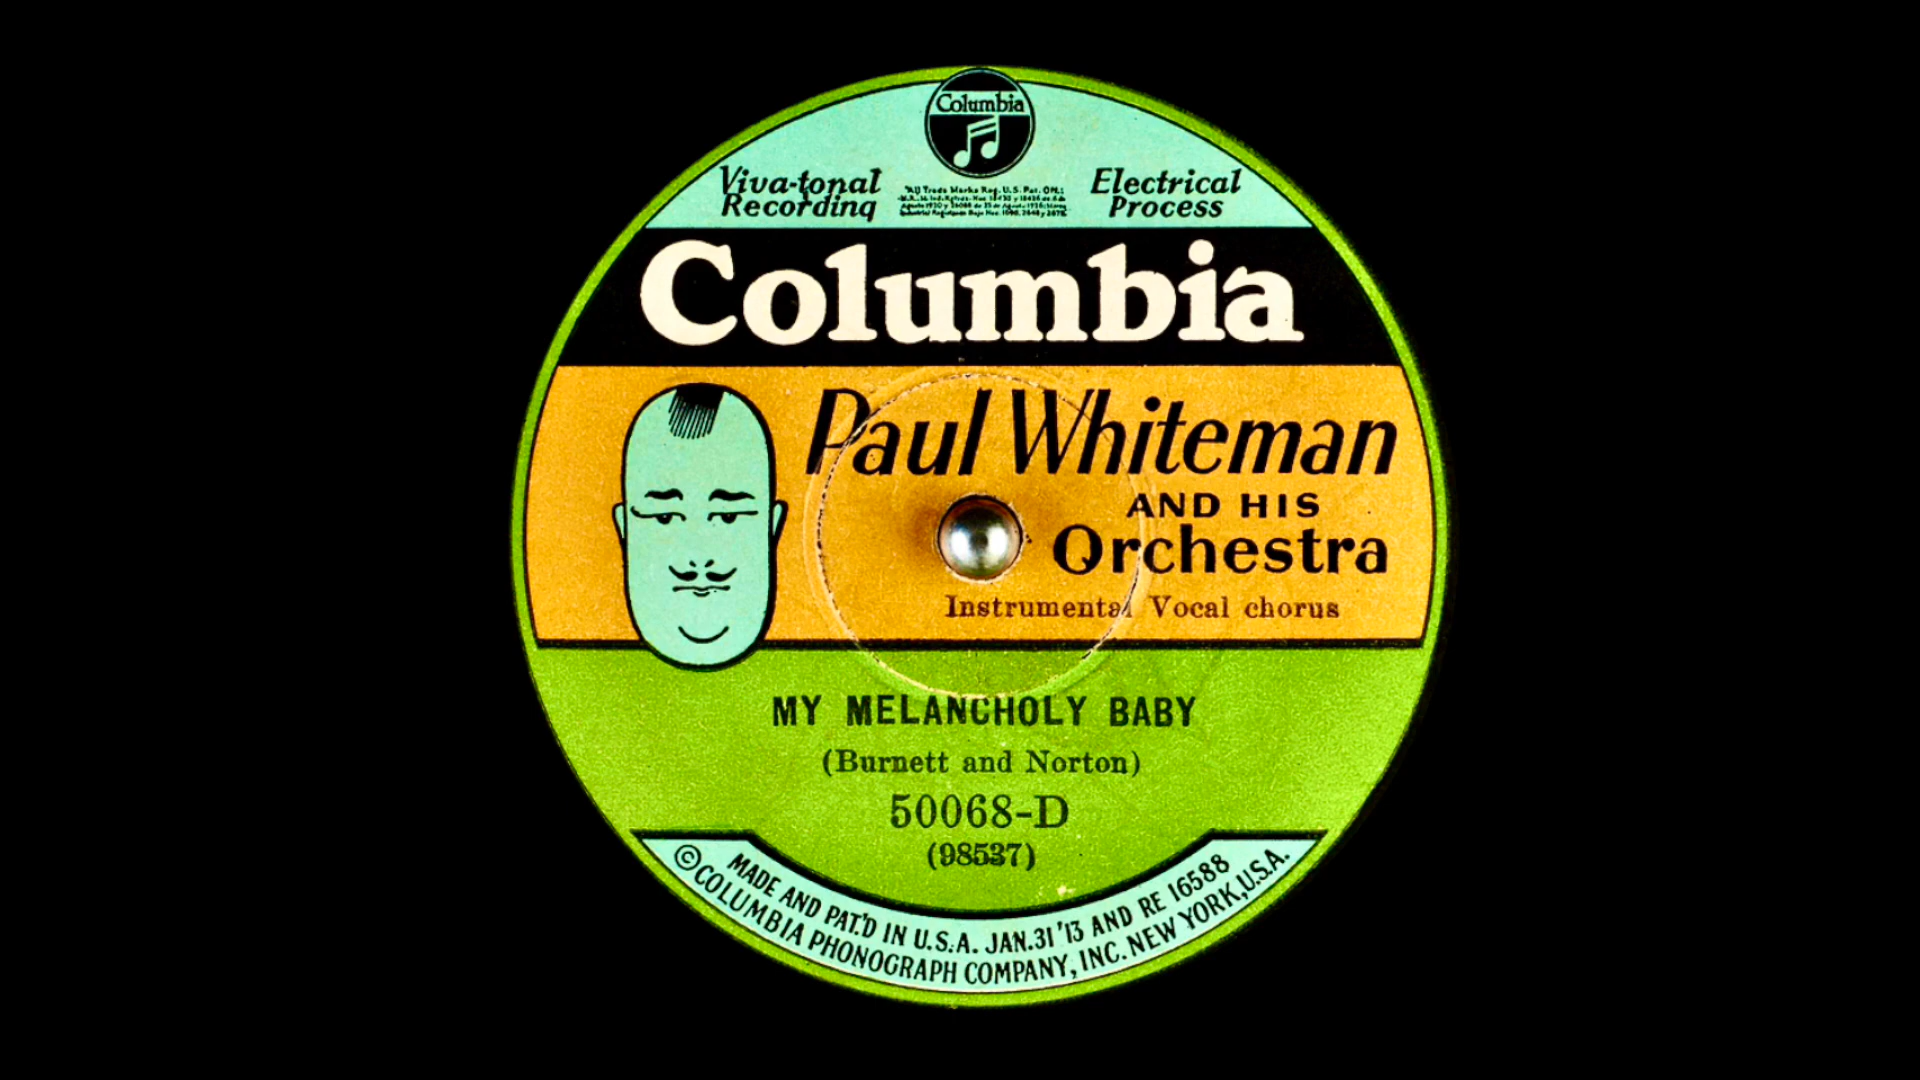 Columbia
Viva-tonal
Recording
Electrical
Process
Columbia
Paul Whiteman
AND HIS
Orchestra
Instrumental Vocal chorus
MY MELANCHOLY BABY
(Burnett and Norton)
50068-D
(98537)
MADE AND PAT.'D IN U.S.A. JAN.31 '13 AND RE 16588
©COLUMBIA PHONOGRAPH COMPANY, INC. NEW YORK, U.S.A.